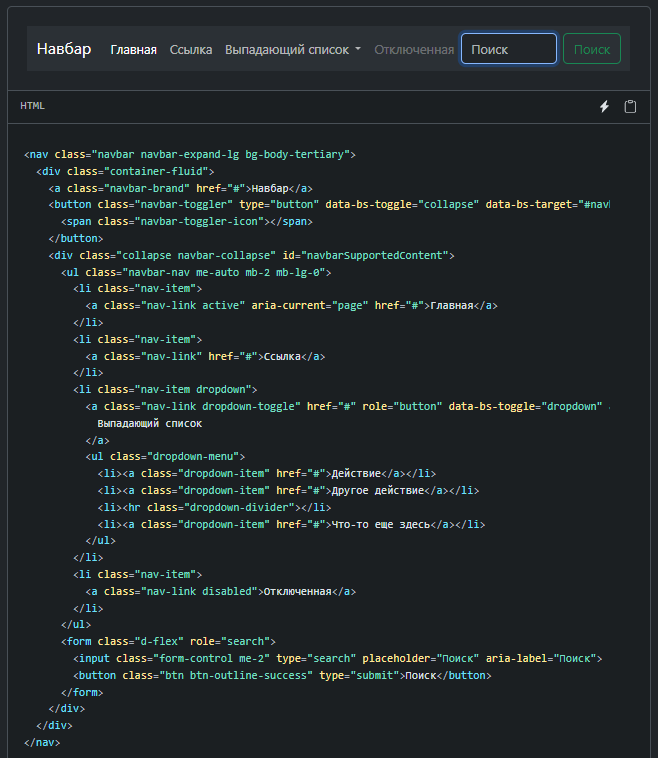 Навбар Главная Ссылка Выпадающий список Отключенная Поиск Поиск
HTML
<nav class="navbar navbar-expand-lg bg-body-tertiary">
<div class="container-fluid">
<a class="navbar-brand" href="#">Навбар</a>
<button class="navbar-toggler" type="button" data-bs-toggle="collapse" data-bs-target="#navl
<span class="navbar-toggler-icon"></span>
</button>
<div class="collapse navbar-collapse" id="navbarSupportedContent">
<ul class="navbar-nav me-auto mb-2 mb-lg-0">
<li class="nav-item">
<a class="nav-link active" aria-current="page" href="#">Главная</a>
</li>
<li class="nav-item">
<a class="nav-link" href="#">Ссылка</a>
</li>
<li class="nav-item dropdown">
<a class="nav-link dropdown-toggle" href="#" role="button" data-bs-toggle="dropdown"
Выпадающий список
</a>
<ul class="dropdown-menu">
<li><a class="dropdown-item" href="#">Действие</a></li>
<li><a class="dropdown-item" href="#">Другое действие</a></li>
<li><hr class="dropdown-divider"></li>
<li><a class="dropdown-item" href="#">Что-то еще здесь</a></li>
</ul>
</li>
<li class="nav-item">
<a class="nav-link disabled">Отключенная</a>
</li>
</ul>
<form class="d-flex" role="search">
<input class="form-control me-2" type="search" placeholder="Поиск" aria-label="Поиск">
<button class="btn btn-outline-success" type="submit">Поиск</button>
</form>
</div>
</div>
</nav>